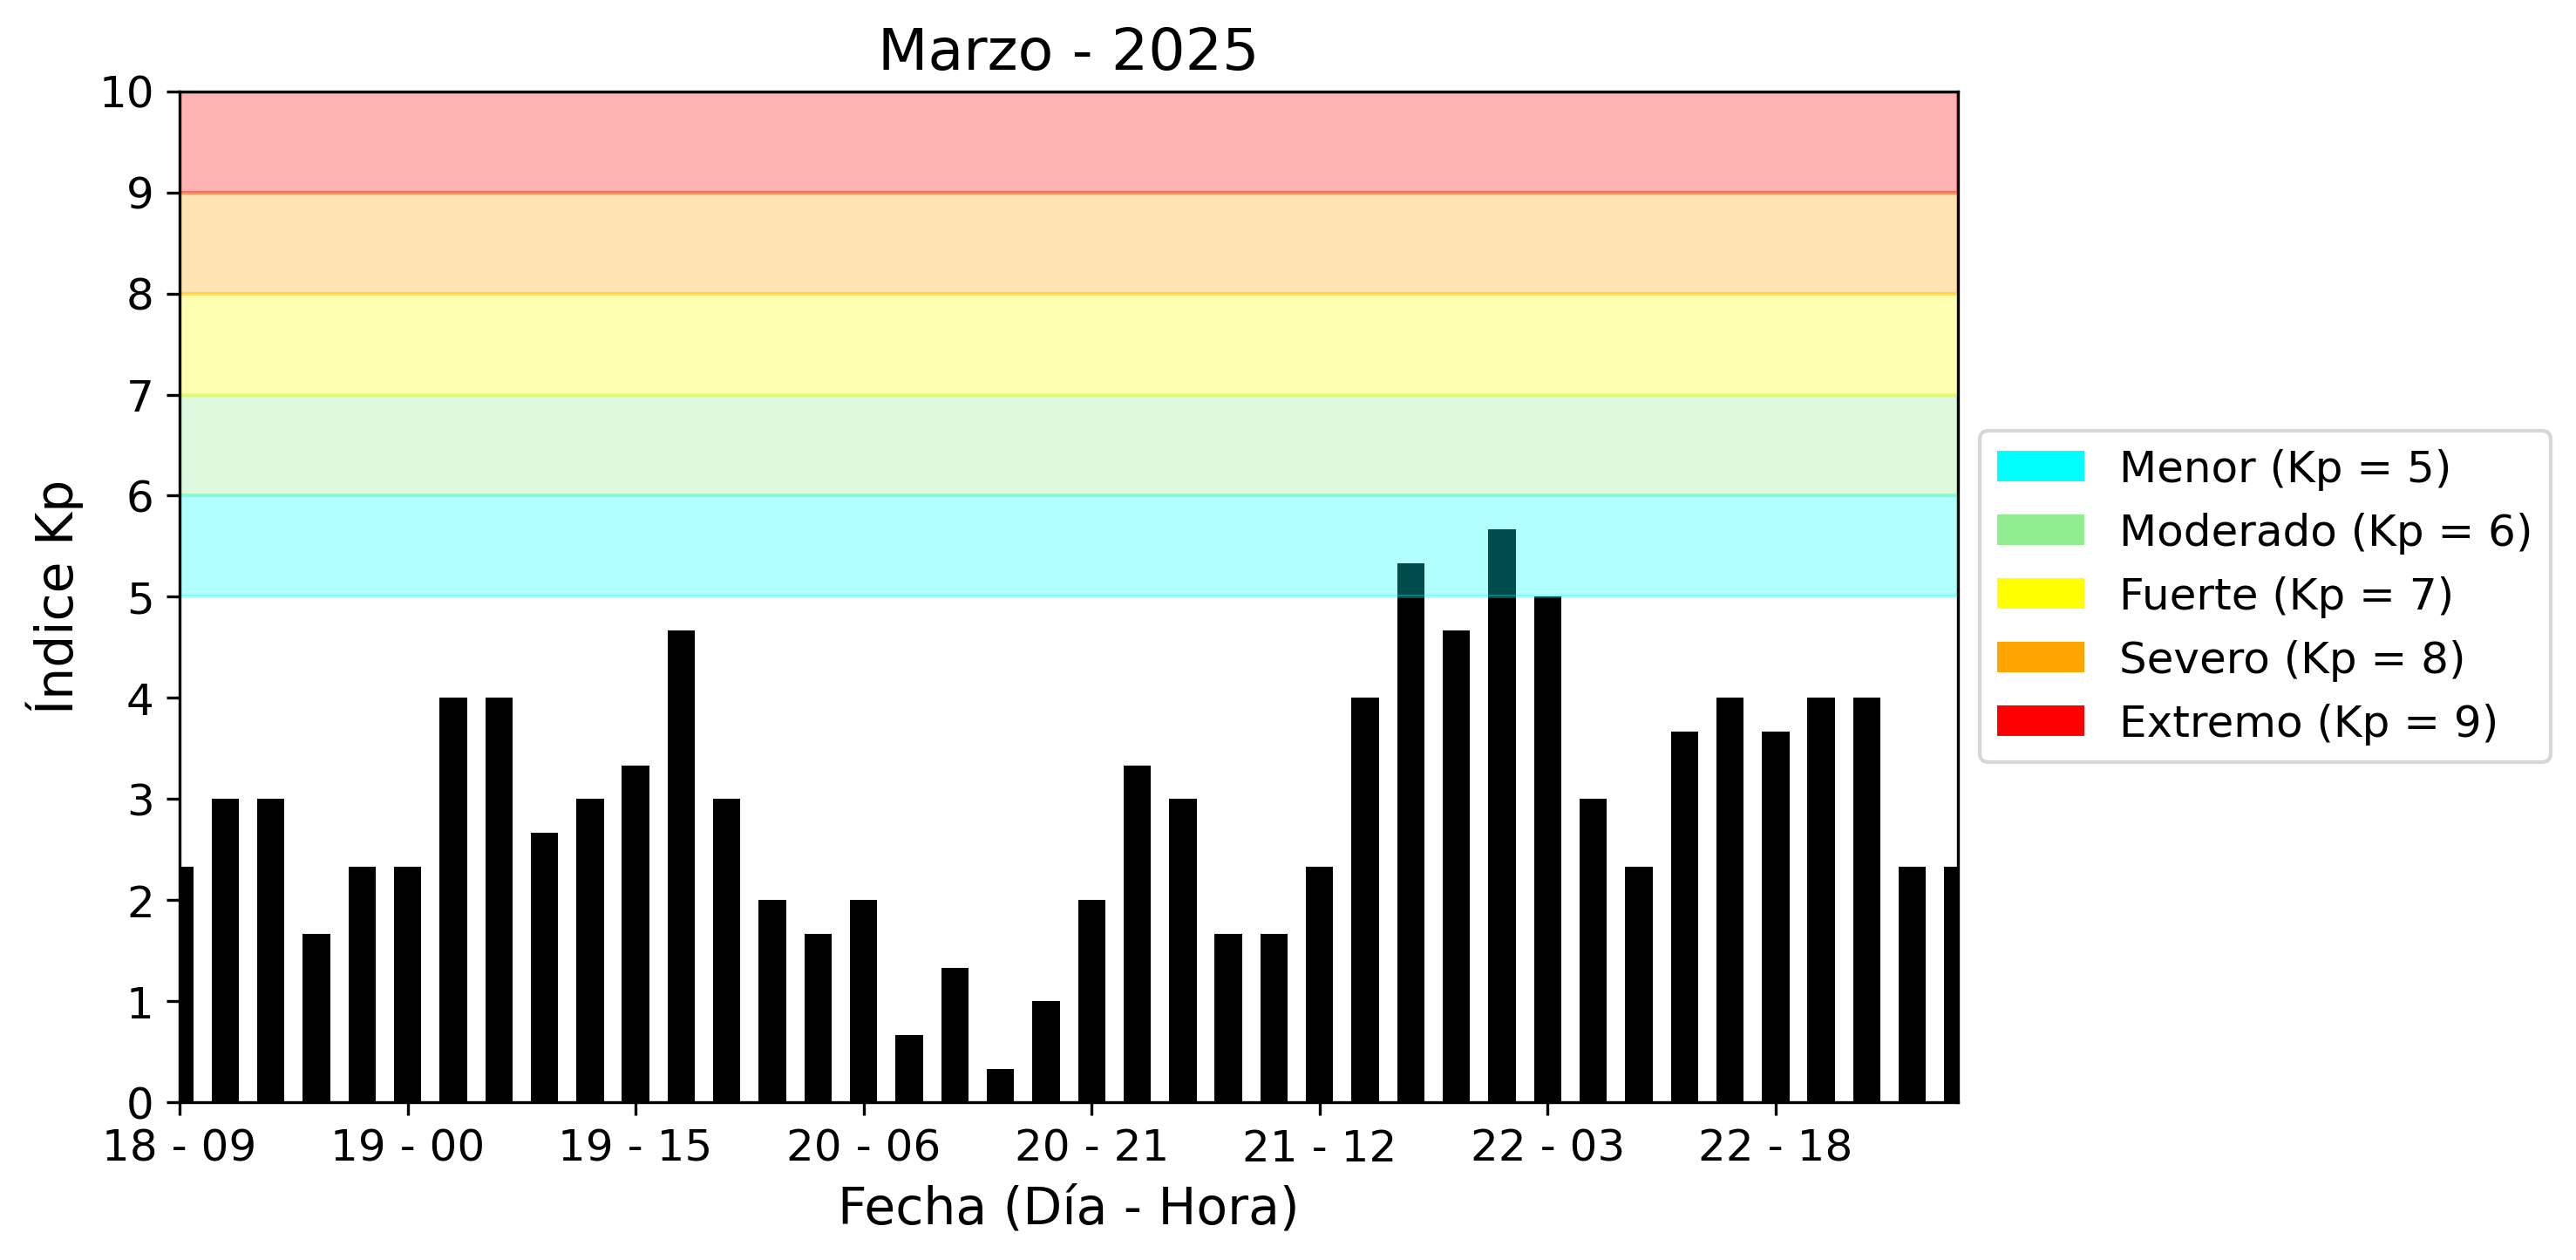 Marzo - 2025
10
9
8
7
6
5
4
3
2
1
0
Índice Kp
18 - 09
19 - 00
19 - 15
20 - 06
20 - 21
21 - 12
22 - 03
22 - 18
Fecha (Día - Hora)
Menor (Kp = 5)
Moderado (Kp = 6)
Fuerte (Kp = 7)
Severo (Kp = 8)
Extremo (Kp = 9)